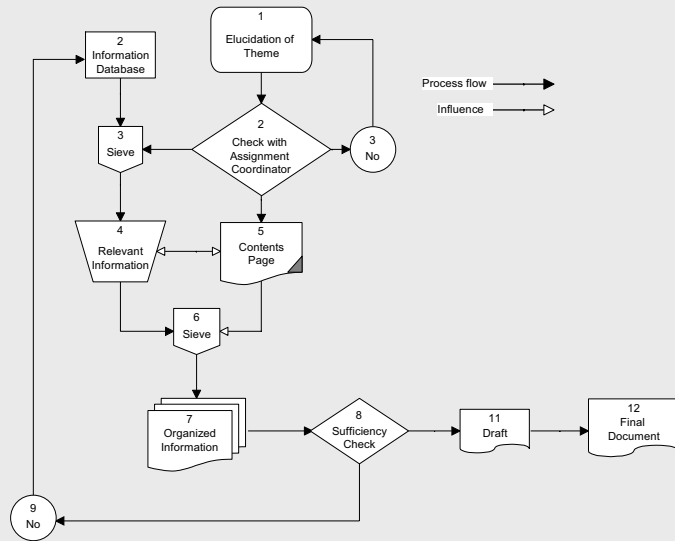 1
Elucidation of
Theme
2
Information
Database
Process flow
Influence
3
Sieve
2
Check with
Assignment
Coordinator
3
No
4
Relevant
Information
5
Contents
Page
6
Sieve
7
Organized
Information
8
Sufficiency
Check
11
Draft
12
Final
Document
9
No